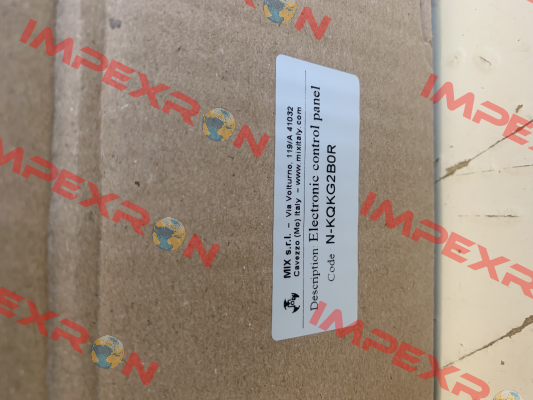 MIX s.r.l. – Via Volturno, 119/A 41032
Cavezzo (Mo) Italy – www.mixitaly.com
Description Electronic control panel
Code N-KQKG2B0R
IMPEXRON
IMPEXRON
IMPEXRON
IMPEXRON
IMPEXRON
IMPEXRON
IMPEXRON